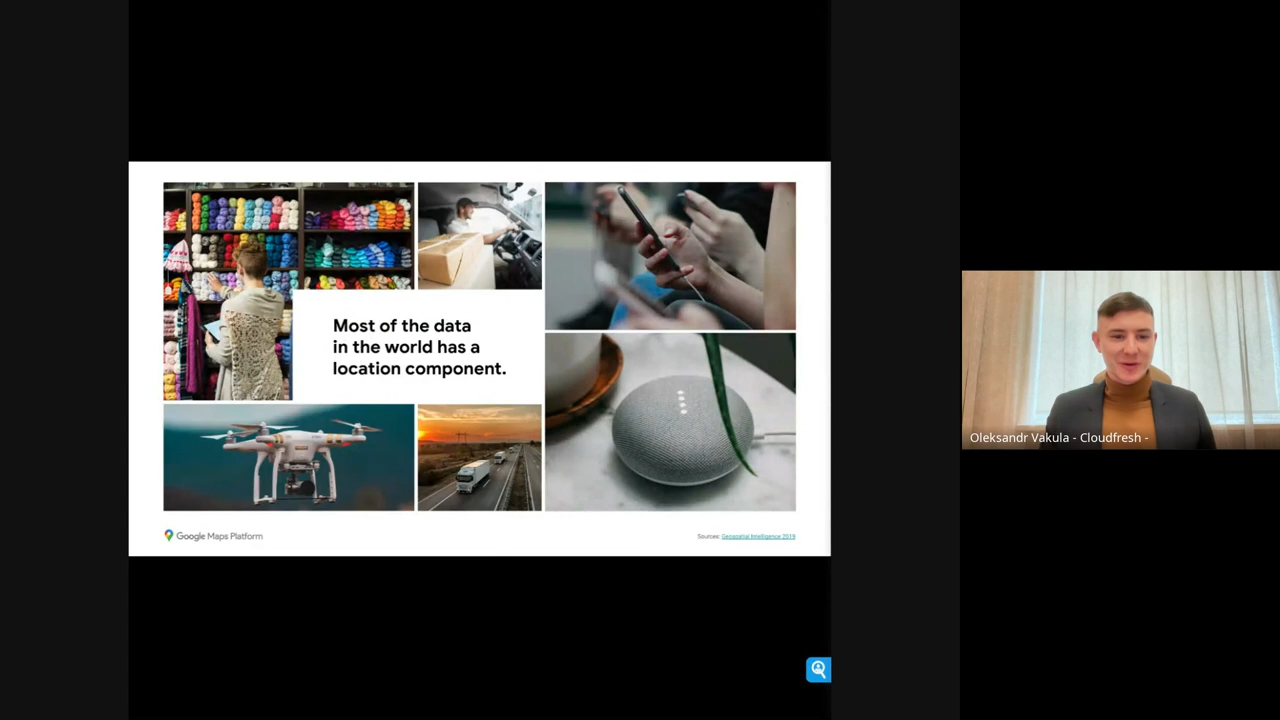 Most of the data
in the world has a
location component.
Google Maps Platform
Sources: Geospatial Intelligence 2019
Oleksandr Vakula - Cloudfresh -